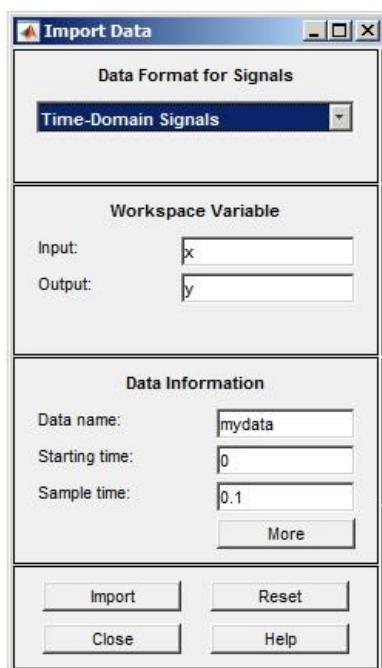 Import Data
Data Format for Signals
Time-Domain Signals
Workspace Variable
Input: x
Output: y
Data Information
Data name: mydata
Starting time: 0
Sample time: 0.1
More
Import Reset
Close Help